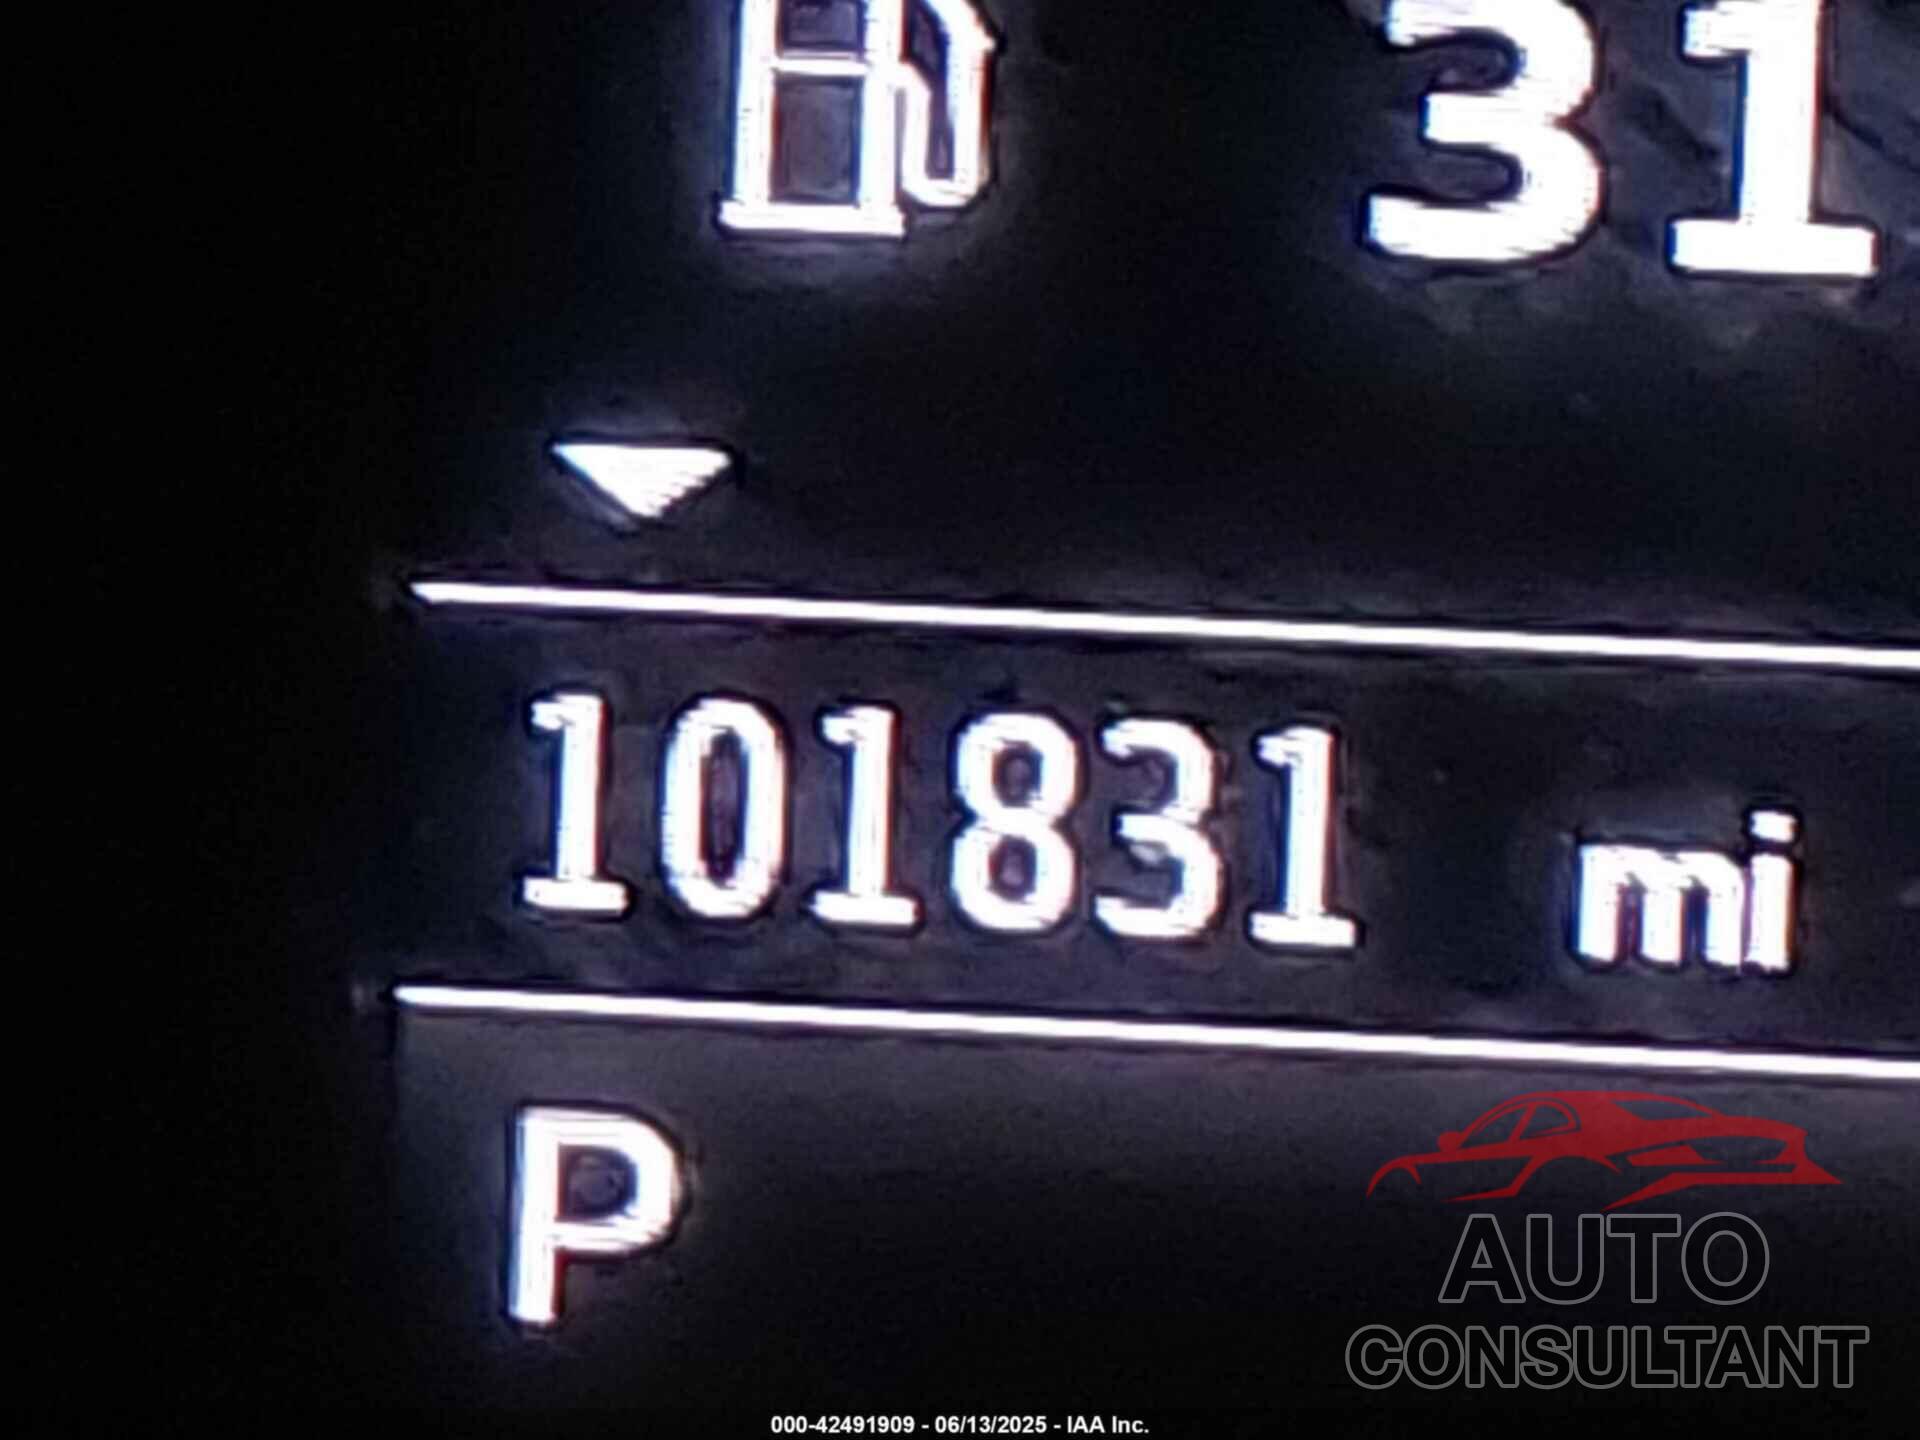 31
101831 mi
P
AUTO
CONSULTANT
000-42491909 - 06/13/2025 - IAA Inc.